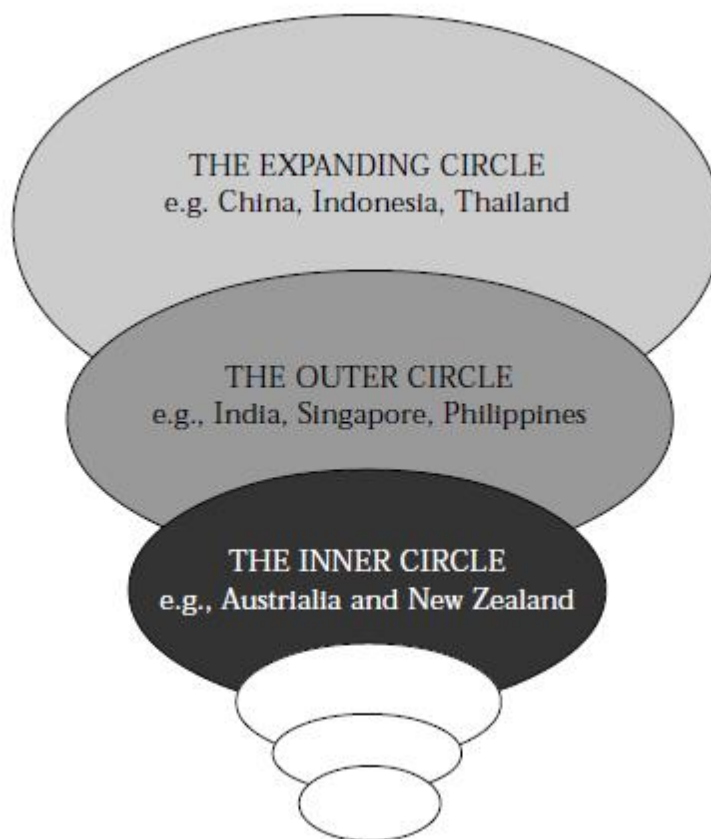 THE EXPANDING CIRCLE
e.g. China, Indonesia, Thailand
THE OUTER CIRCLE
e.g., India, Singapore, Philippines
THE INNER CIRCLE
e.g., Austrialia and New Zealand